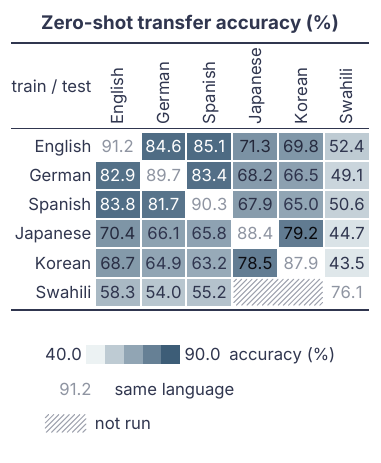 Zero-shot transfer accuracy (%)
train / test English German Spanish Japanese Korean Swahili
English 91.2 84.6 85.1 71.3 69.8 52.4
German 82.9 89.7 83.4 68.2 66.5 49.1
Spanish 83.8 81.7 90.3 67.9 65.0 50.6
Japanese 70.4 66.1 65.8 88.4 79.2 44.7
Korean 68.7 64.9 63.2 78.5 87.9 43.5
Swahili 58.3 54.0 55.2 76.1
40.0 90.0 accuracy (%)
91.2 same language
not run